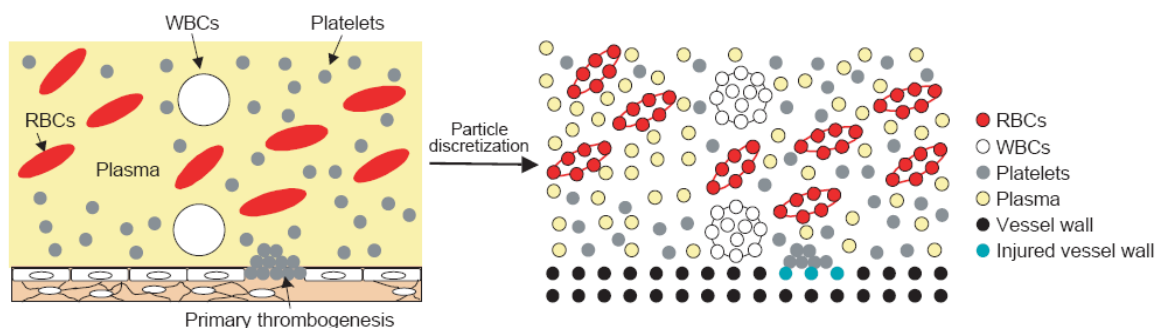 WBCs
Platelets
RBCs
Plasma
Primary thrombogenesis
Particle
discretization
RBCs
WBCs
Platelets
Plasma
Vessel wall
Injured vessel wall